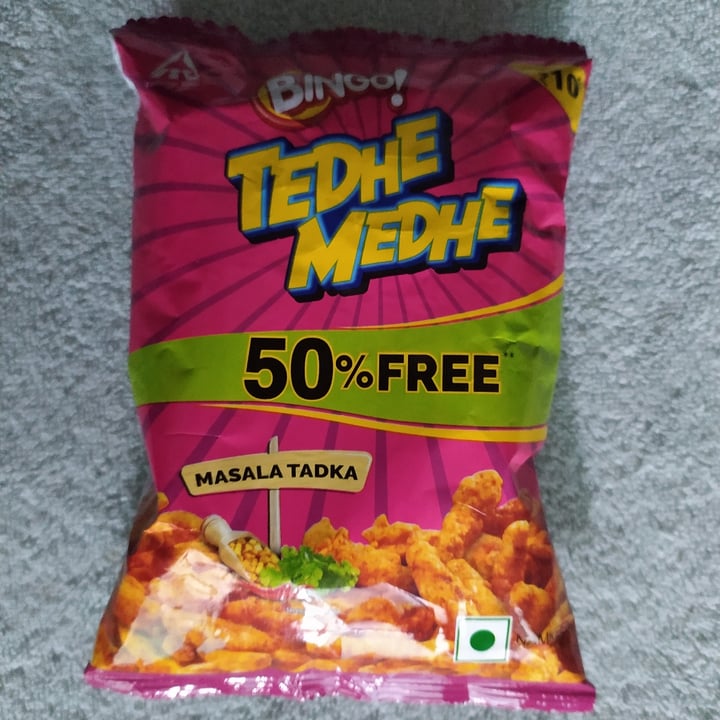 BINGO!
₹10
TEDHE
MEDHE
50% FREE**
MASALA TADKA